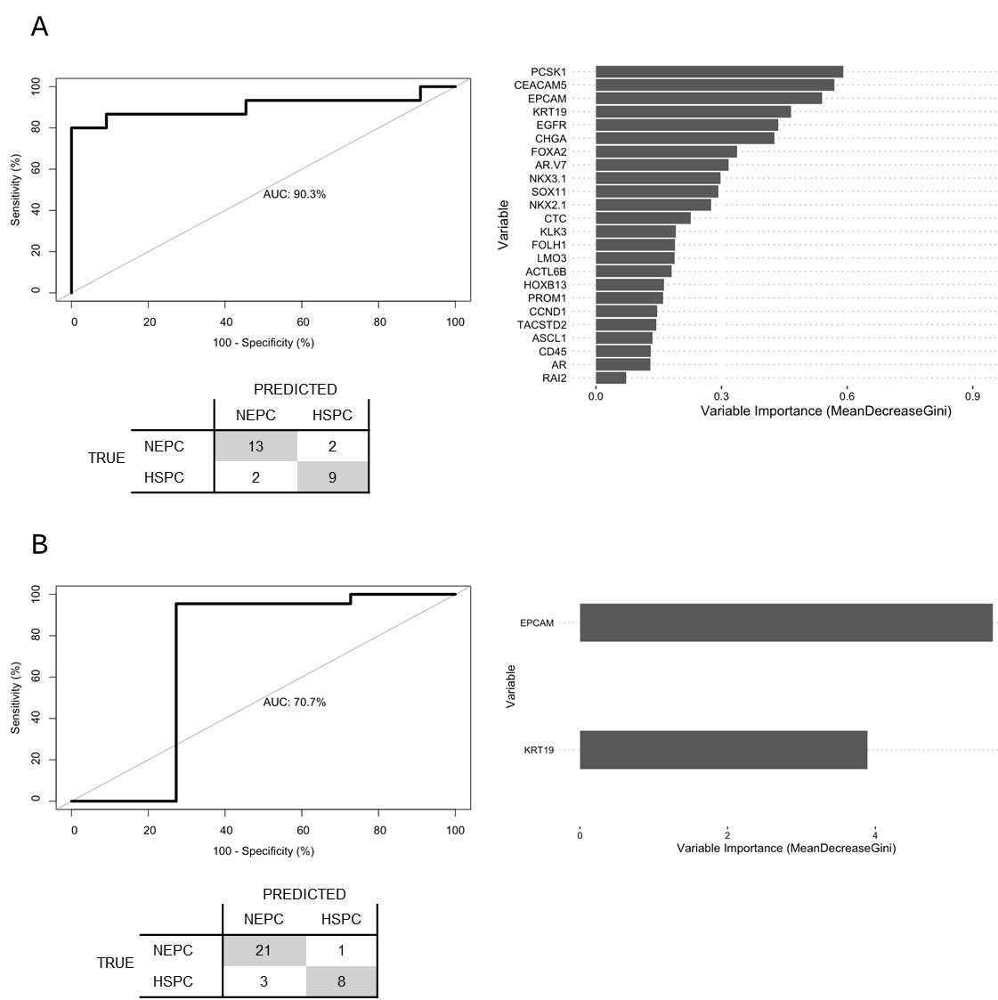 A
100
80
60
40
20
0
Sensitivity (%)
AUC: 90.3%
0 20 40 60 80 100
100 - Specificity (%)
Variable
PCSK1
CEACAM5
EPCAM
KRT19
EGFR
CHGA
FOXA2
AR.V7
NKX3.1
SOX11
NKX2.1
CTC
KLK3
FOLH1
LMO3
ACTL6B
HOXB13
PROM1
CCND1
TACSTD2
ASCL1
CD45
AR
RAI2
0.0 0.3 0.6 0.9
Variable Importance (MeanDecreaseGini)
PREDICTED
NEPC HSPC
TRUE
NEPC 13 2
HSPC 2 9
B
100
80
60
40
20
0
Sensitivity (%)
AUC: 70.7%
0 20 40 60 80 100
100 - Specificity (%)
Variable
EPCAM
KRT19
0 2 4
Variable Importance (MeanDecreaseGini)
PREDICTED
NEPC HSPC
TRUE
NEPC 21 1
HSPC 3 8